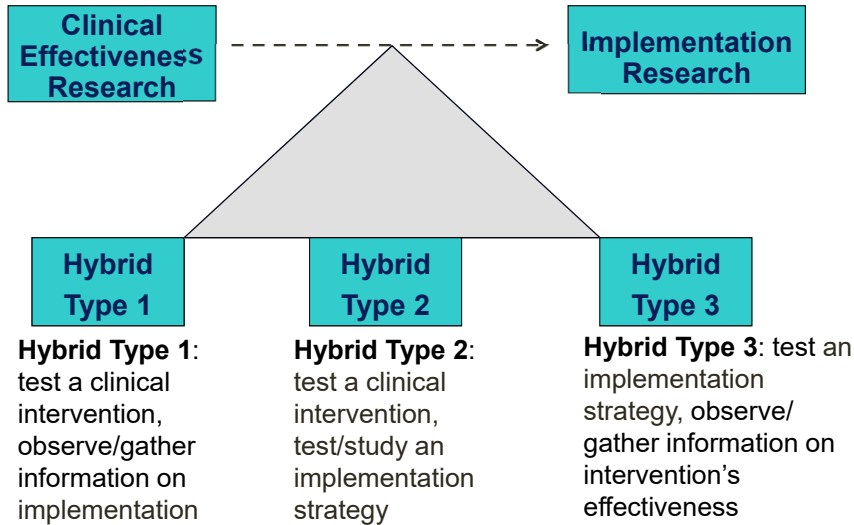 Clinical
Effectiveness
Research
Implementation
Research
Hybrid
Type 1
Hybrid
Type 2
Hybrid
Type 3
Hybrid Type 1:
test a clinical
intervention,
observe/gather
information on
implementation
Hybrid Type 2:
test a clinical
intervention,
test/study an
implementation
strategy
Hybrid Type 3: test an
implementation
strategy, observe/
gather information on
intervention’s
effectiveness